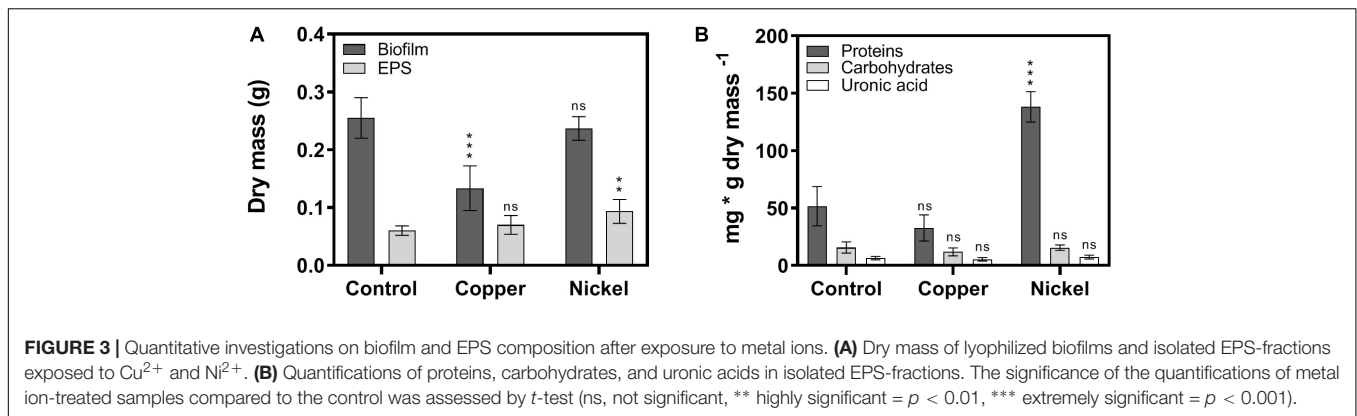 A
Dry mass (g)
0.4
0.3
0.2
0.1
0.0
Biofilm
EPS
***
ns
ns
**
Control Copper Nickel
B
mg * g dry mass -1
200
150
100
50
0
Proteins
Carbohydrates
Uronic acid
ns
ns
ns
***
ns
ns
Control Copper Nickel
FIGURE 3 | Quantitative investigations on biofilm and EPS composition after exposure to metal ions. (A) Dry mass of lyophilized biofilms and isolated EPS-fractions
exposed to Cu²⁺ and Ni²⁺. (B) Quantifications of proteins, carbohydrates, and uronic acids in isolated EPS-fractions. The significance of the quantifications of metal
ion-treated samples compared to the control was assessed by t-test (ns, not significant, ** highly significant = p < 0.01, *** extremely significant = p < 0.001).